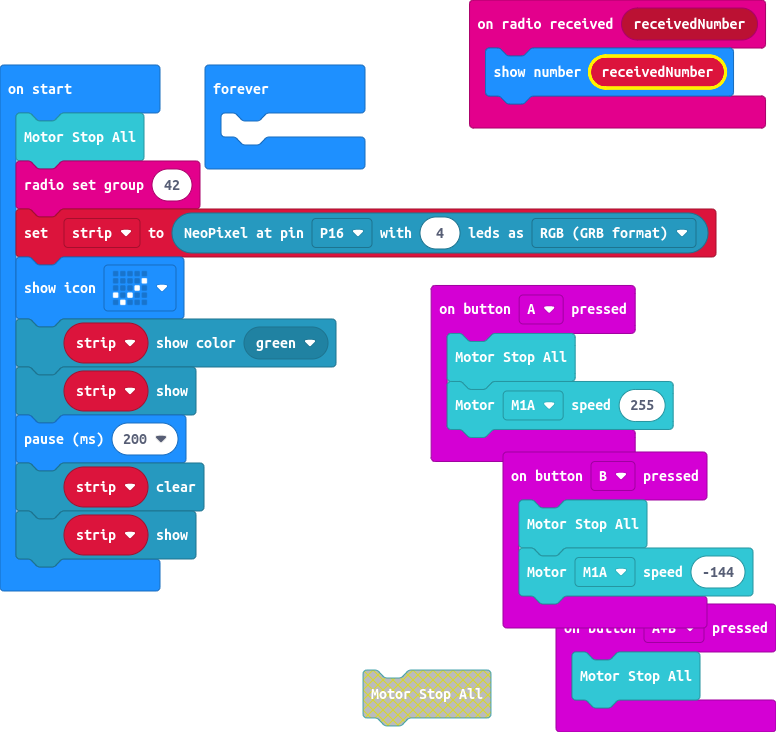 on start
Motor Stop All
radio set group 42
set strip to NeoPixel at pin P16 with 4 leds as RGB (GRB format)
show icon
strip show color green
strip show
pause (ms) 200
strip clear
strip show
forever
on radio received receivedNumber
show number receivedNumber
on button A pressed
Motor Stop All
Motor M1A speed 255
on button B pressed
Motor Stop All
Motor M1A speed -144
on button A+B pressed
Motor Stop All
Motor Stop All